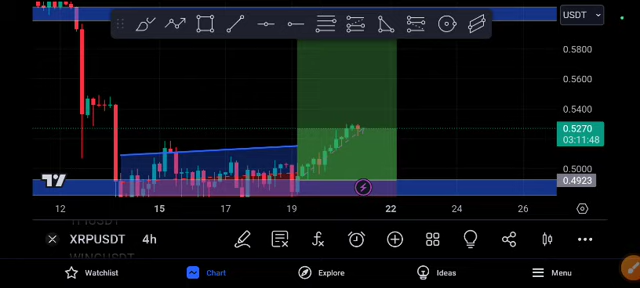 USDT
0.5800
0.5600
0.5400
0.5270
03:11:48
0.5000
0.4923
12 15 17 19 22 24 26
XRPUSDT 4h
Watchlist Chart Explore Ideas Menu